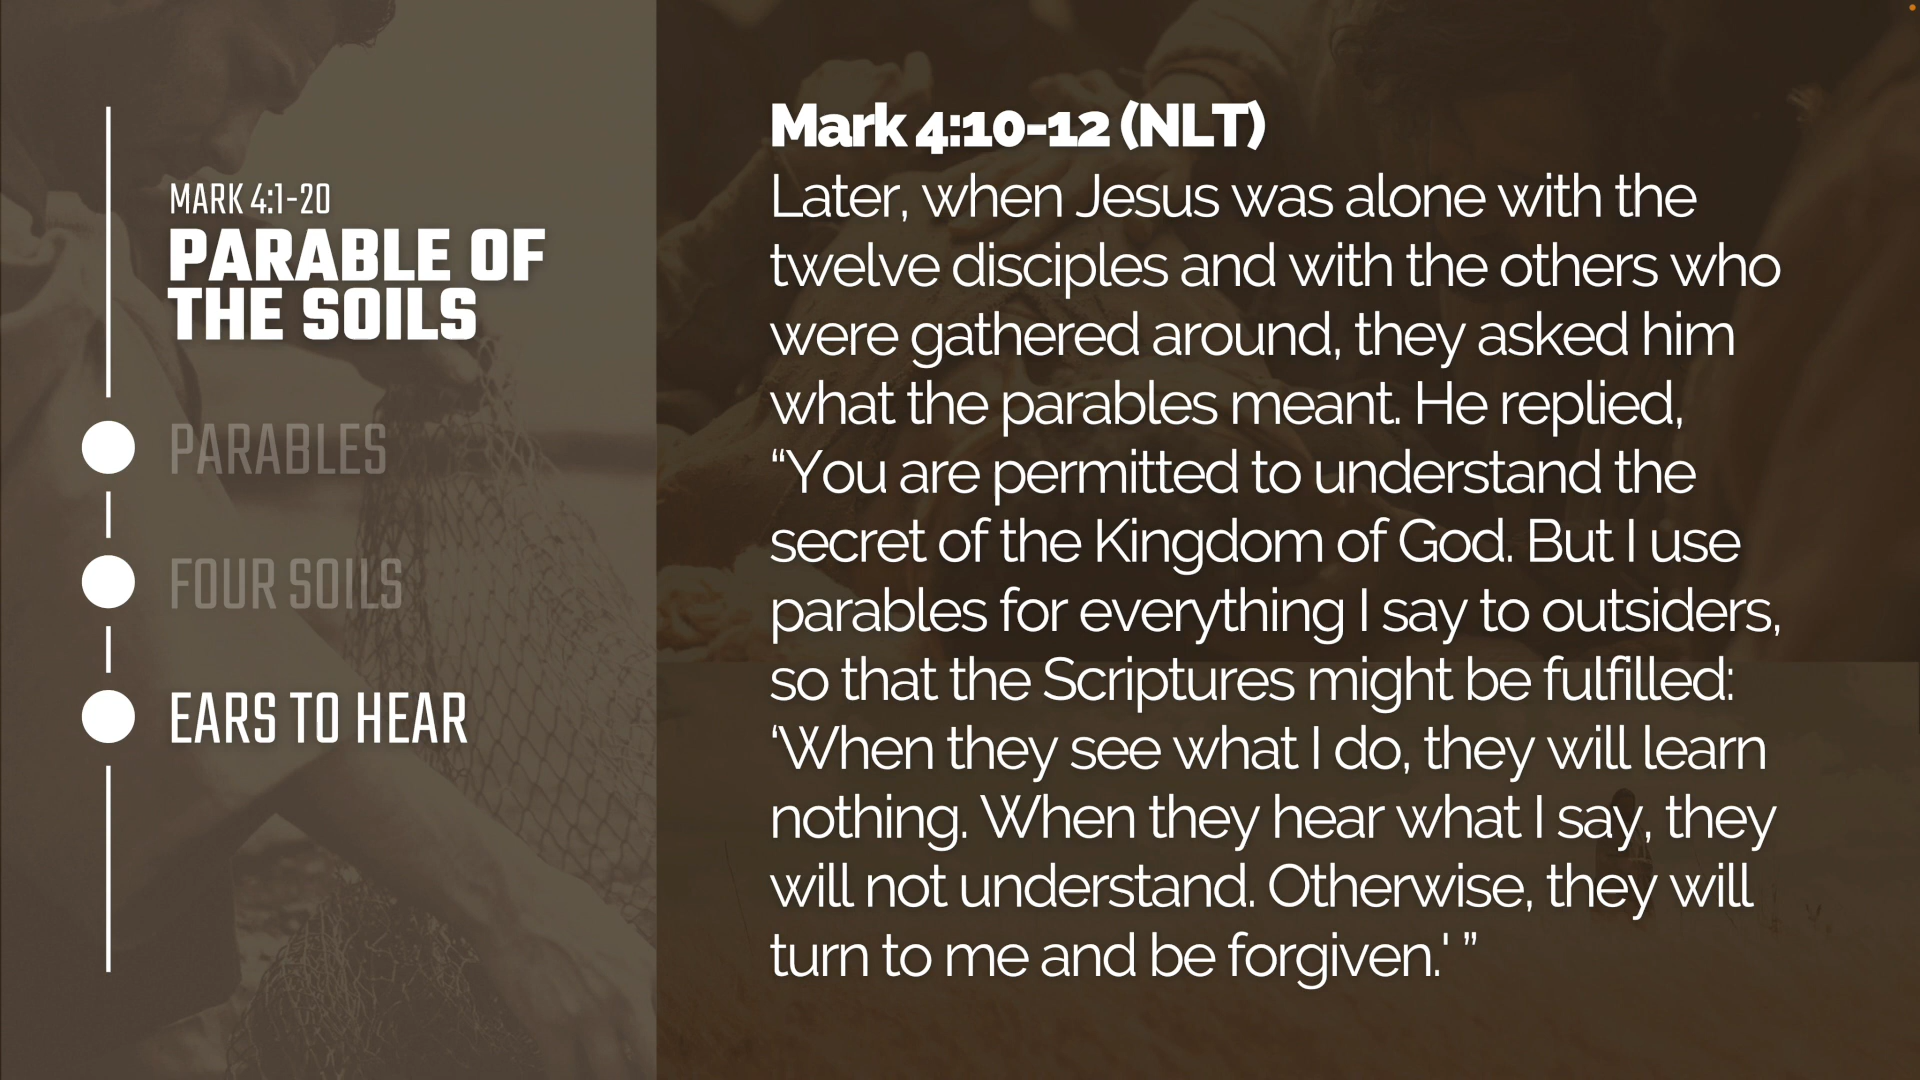 MARK 4:1-20
PARABLE OF
THE SOILS
PARABLES
FOUR SOILS
EARS TO HEAR
Mark 4:10-12 (NLT)
Later, when Jesus was alone with the
twelve disciples and with the others who
were gathered around, they asked him
what the parables meant. He replied,
“You are permitted to understand the
secret of the Kingdom of God. But I use
parables for everything I say to outsiders,
so that the Scriptures might be fulfilled:
‘When they see what I do, they will learn
nothing. When they hear what I say, they
will not understand. Otherwise, they will
turn to me and be forgiven.' ”